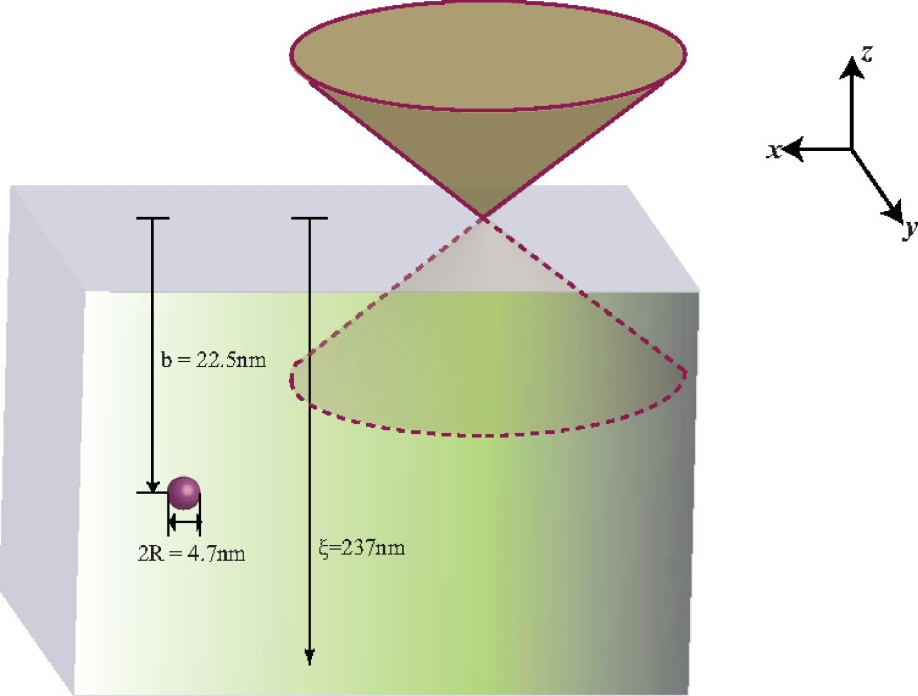 z
x
y
b = 22.5nm
2R = 4.7nm
ξ=237nm